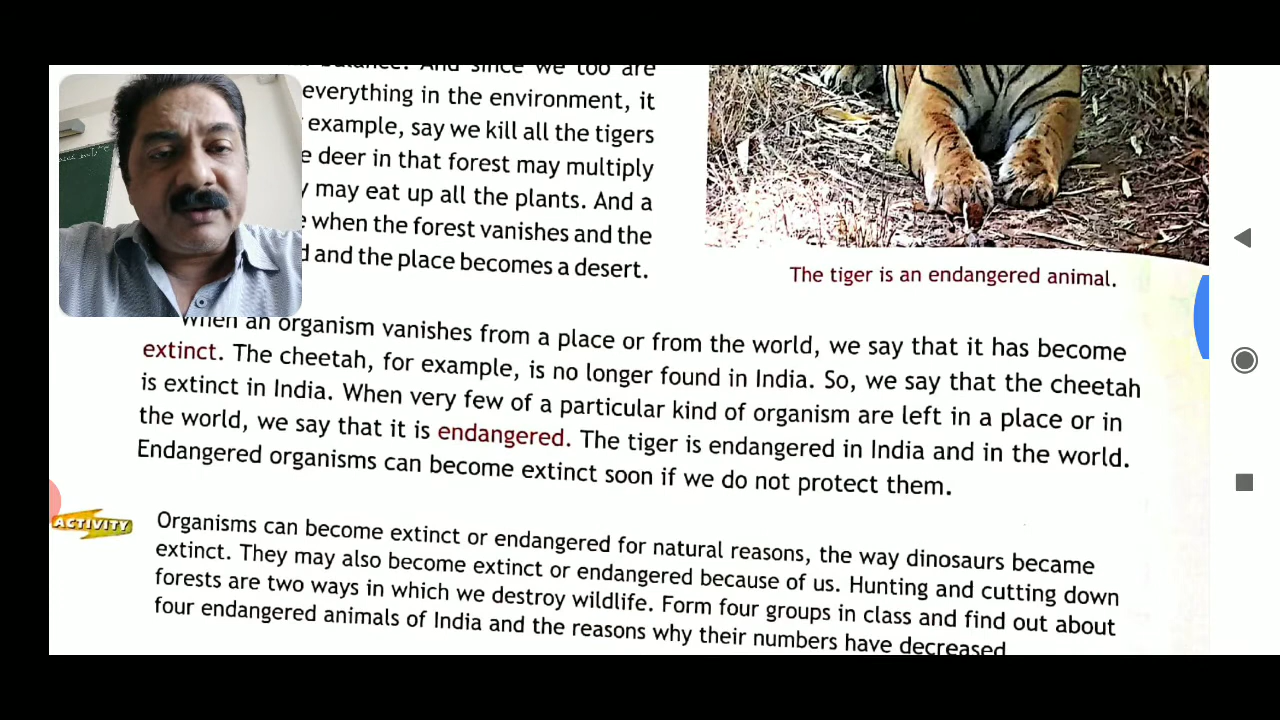 balance. And since we too are
everything in the environment, it
example, say we kill all the tigers
deer in that forest may multiply
may eat up all the plants. And a
when the forest vanishes and the
and the place becomes a desert.
The tiger is an endangered animal.
When an organism vanishes from a place or from the world, we say that it has become
extinct. The cheetah, for example, is no longer found in India. So, we say that the cheetah
is extinct in India. When very few of a particular kind of organism are left in a place or in
the world, we say that it is endangered. The tiger is endangered in India and in the world.
Endangered organisms can become extinct soon if we do not protect them.
ACTIVITY
Organisms can become extinct or endangered for natural reasons, the way dinosaurs became
extinct. They may also become extinct or endangered because of us. Hunting and cutting down
forests are two ways in which we destroy wildlife. Form four groups in class and find out about
four endangered animals of India and the reasons why their numbers have decreased